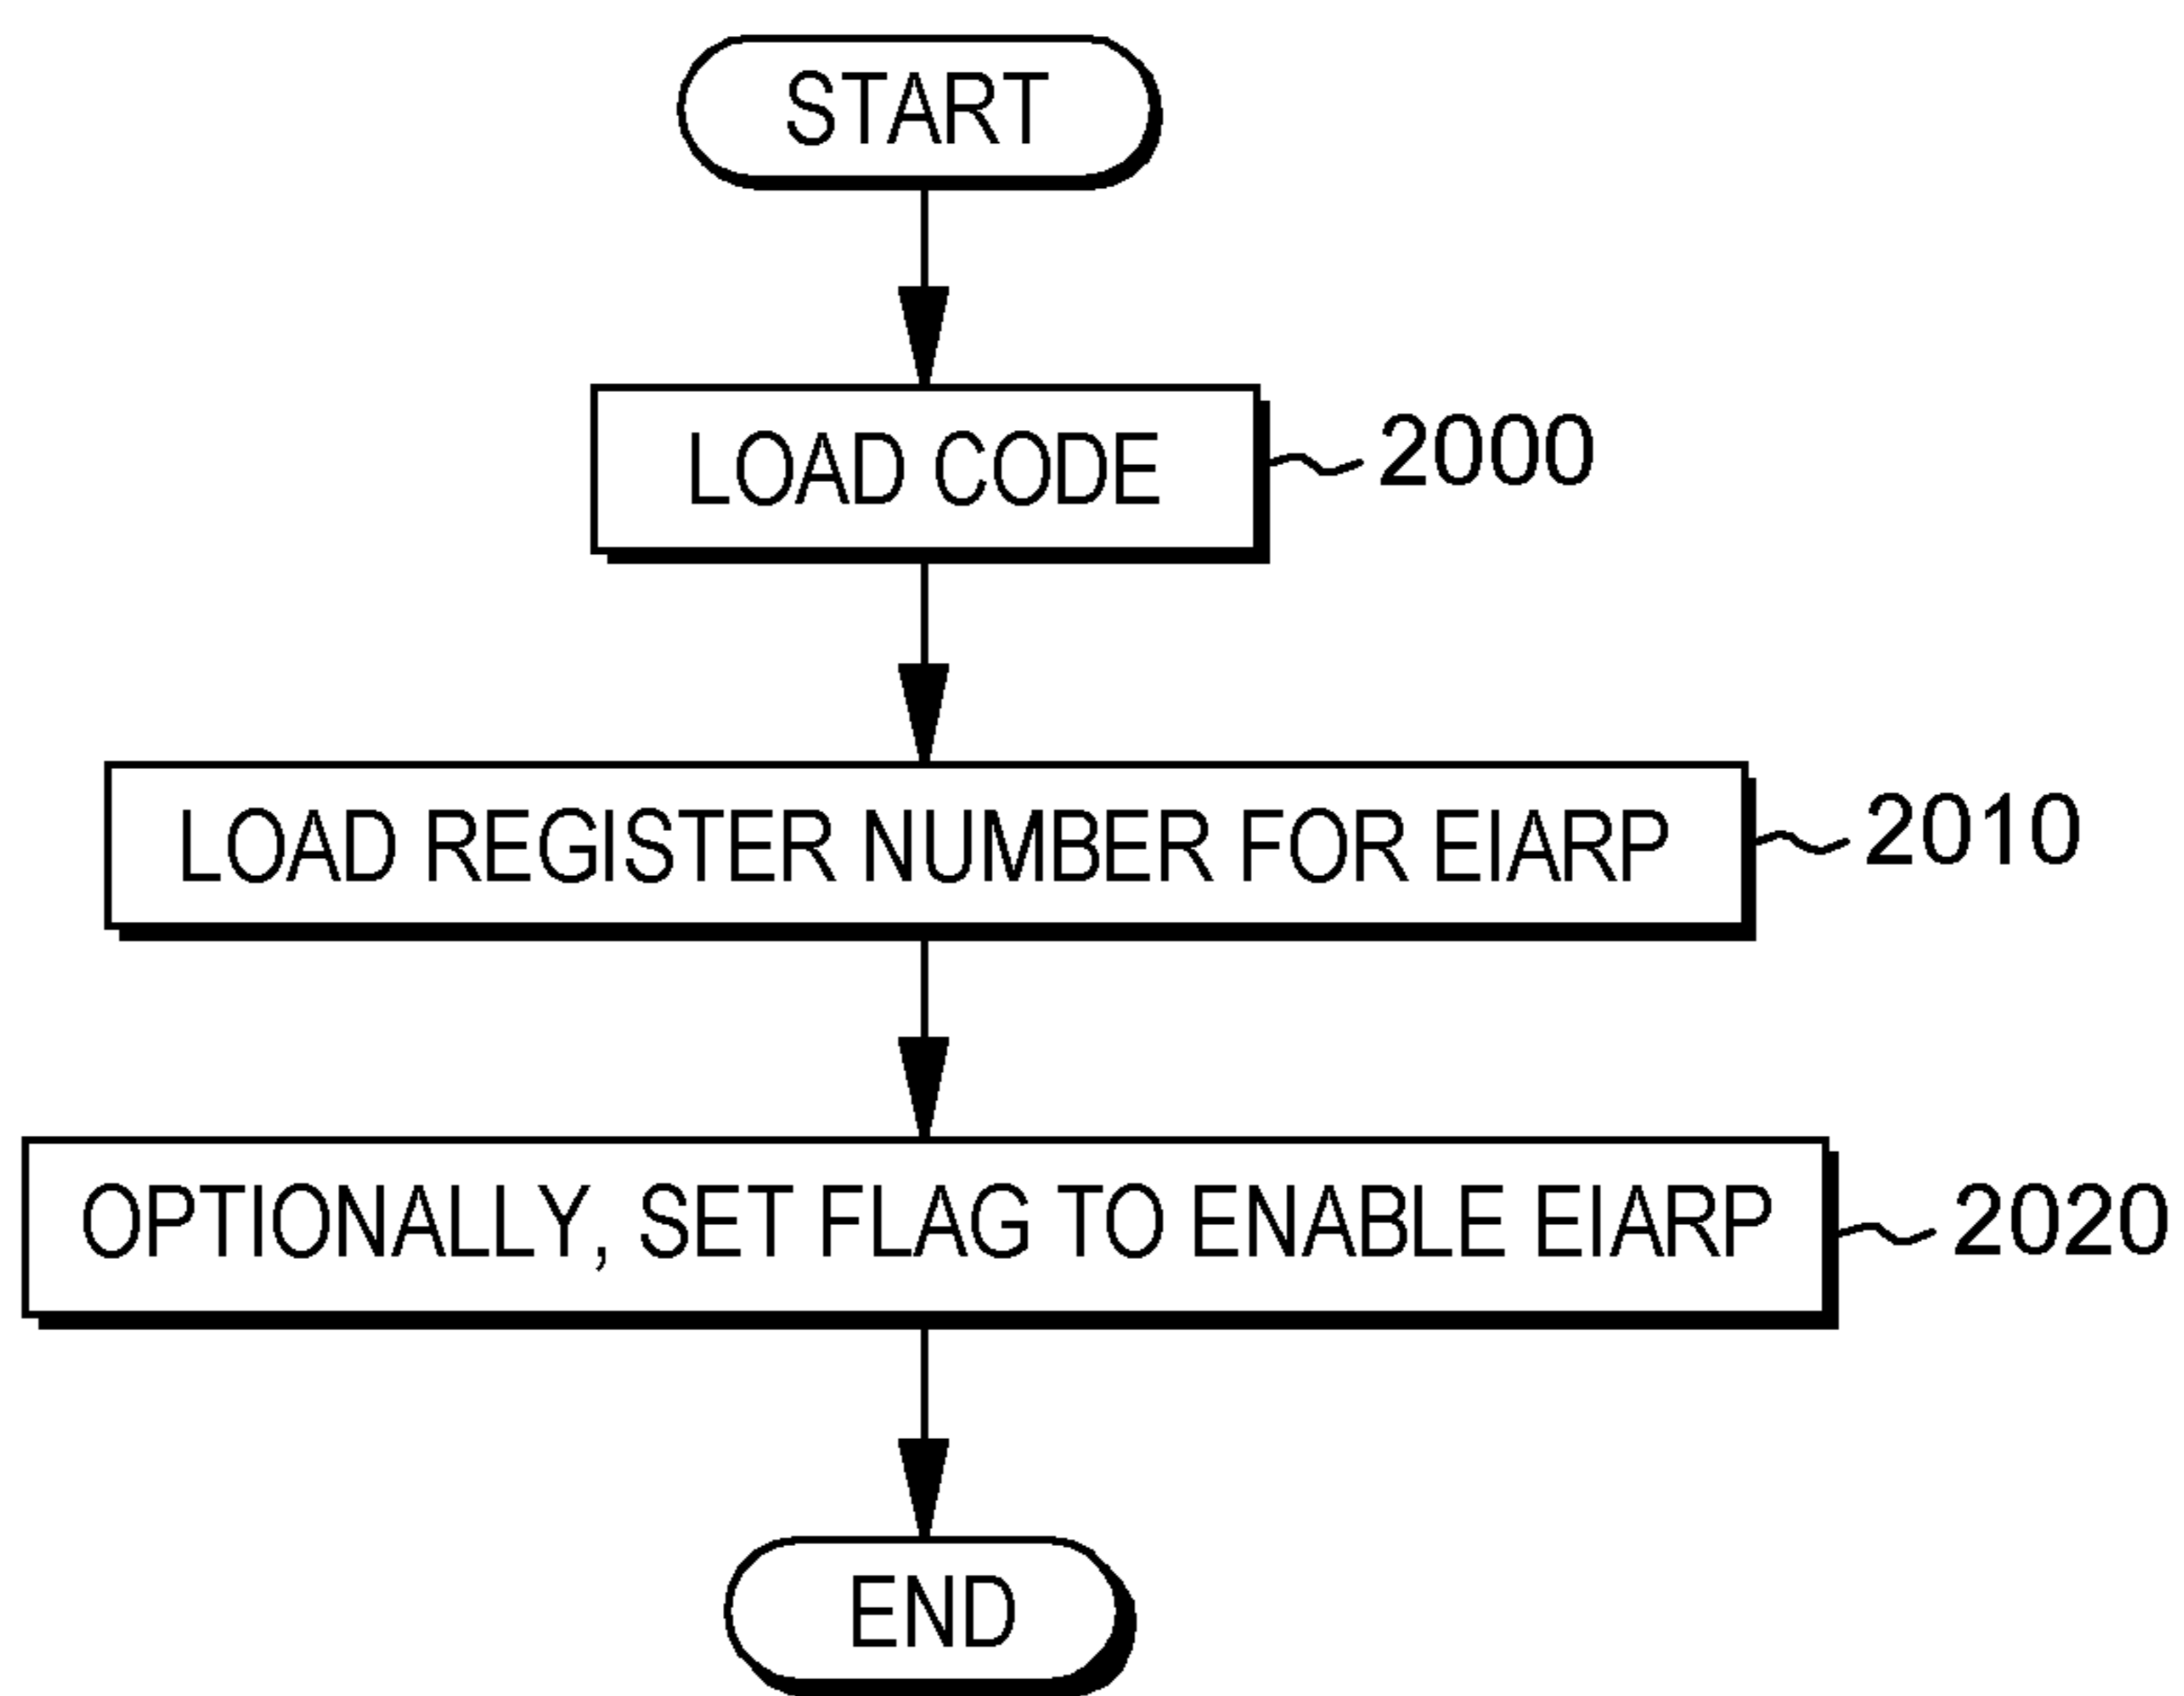 START
LOAD CODE
2000
LOAD REGISTER NUMBER FOR EIARP
2010
OPTIONALLY, SET FLAG TO ENABLE EIARP
2020
END